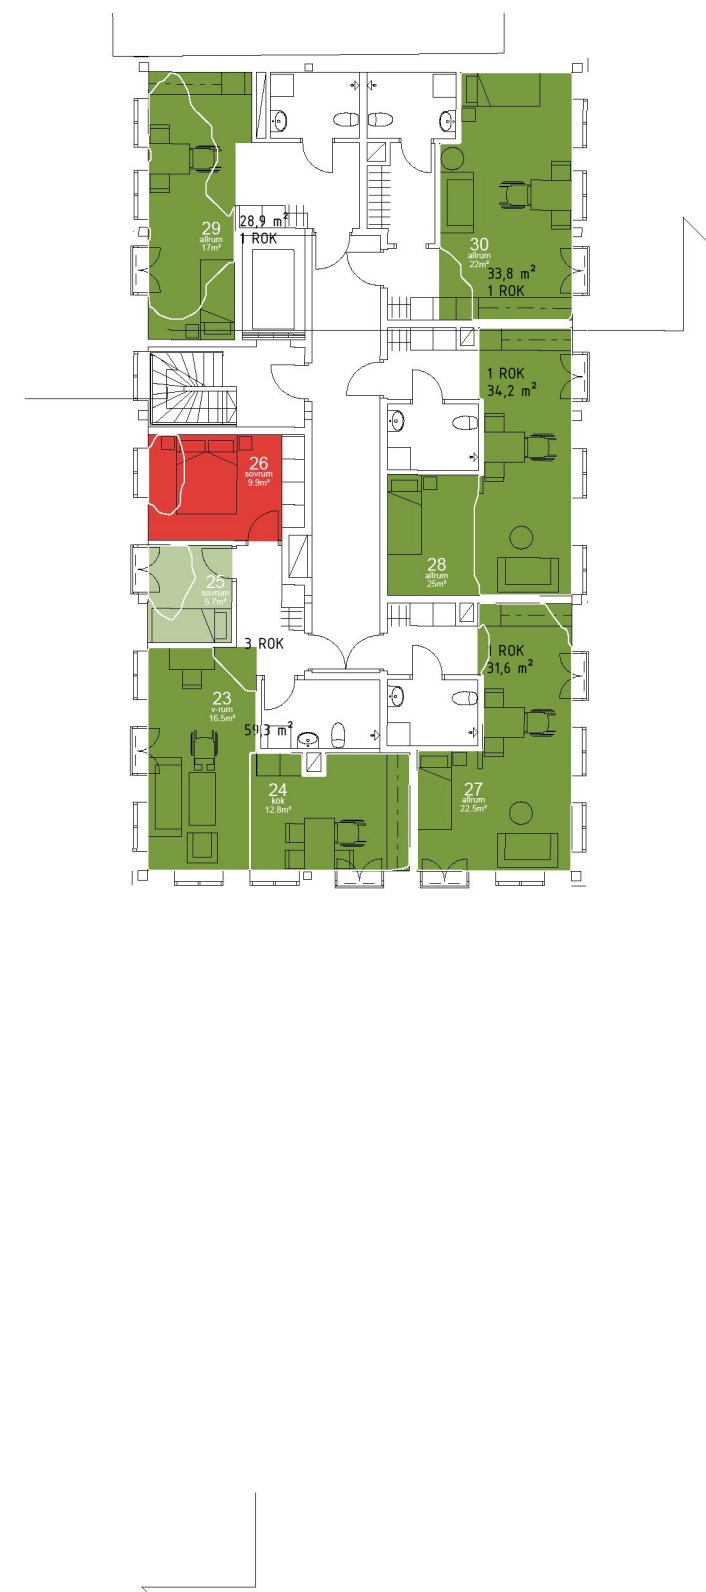 29
allrum
17m²
28,9 m²
1 ROK
30
allrum
22m²
33,8 m²
1 ROK
1 ROK
34,2 m²
26
sovrum
9.9m²
28
allrum
25m²
25
sovrum
5.7m²
3 ROK
1 ROK
31,6 m²
23
v-rum
16.5m²
59,3 m²
24
kök
12.8m²
27
allrum
22.5m²